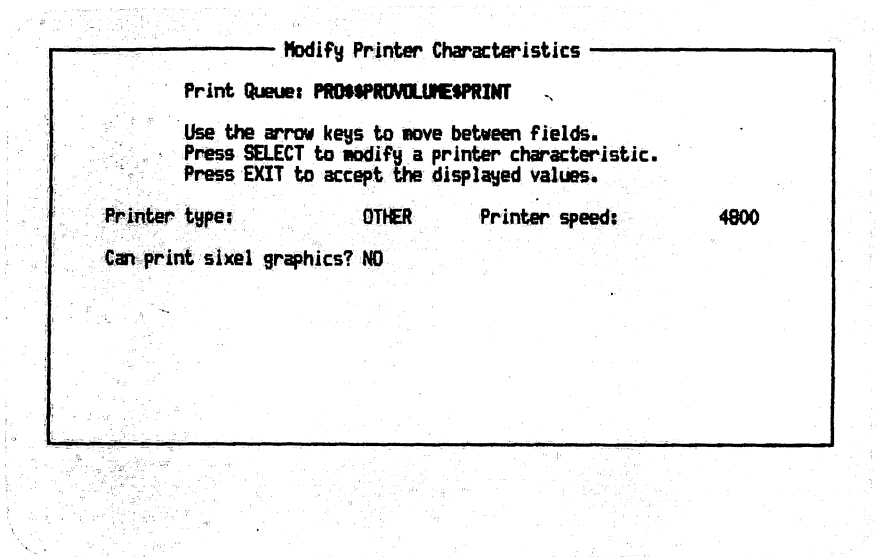 Modify Printer Characteristics
Print Queue: PRO$$PROVOLUME$PRINT
Use the arrow keys to move between fields.
Press SELECT to modify a printer characteristic.
Press EXIT to accept the displayed values.
Printer type: OTHER Printer speed: 4800
Can print sixel graphics? NO